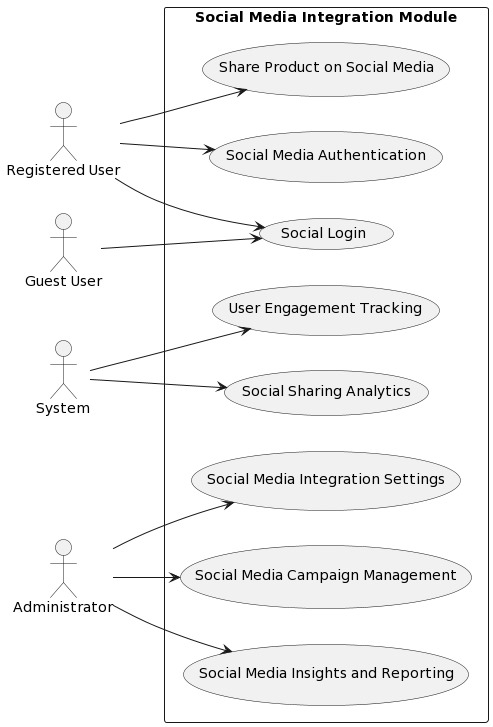 Social Media Integration Module
Share Product on Social Media
Registered User
Social Media Authentication
Social Login
Guest User
User Engagement Tracking
System
Social Sharing Analytics
Social Media Integration Settings
Social Media Campaign Management
Administrator
Social Media Insights and Reporting